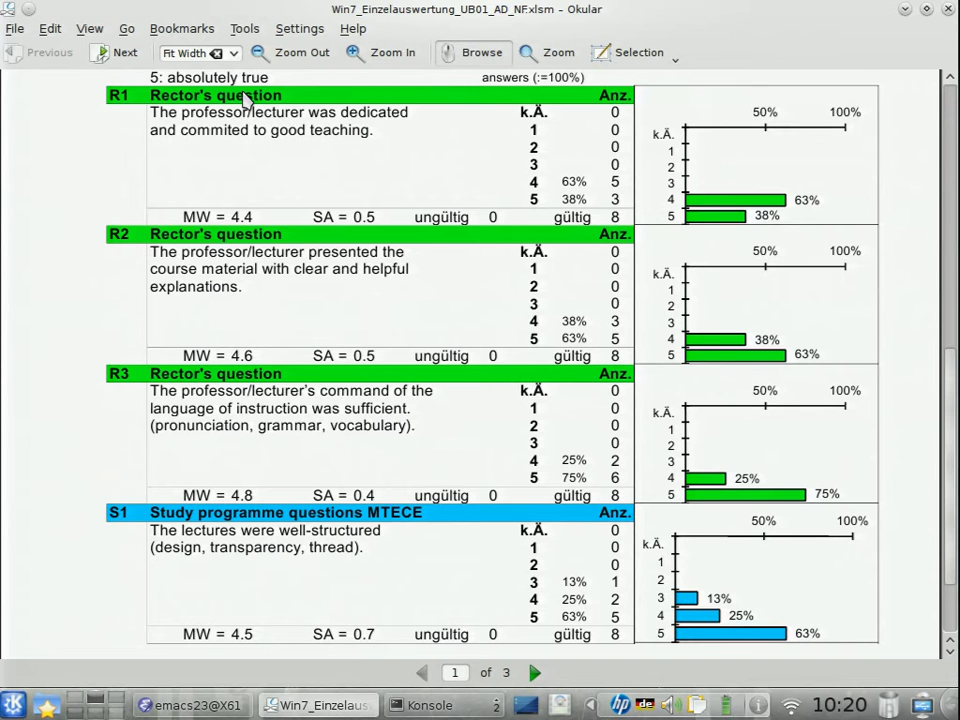 Win7_Einzelauswertung_UB01_AD_NF.xlsm – Okular
File Edit View Go Bookmarks Tools Settings Help
Previous Next Fit Width Zoom Out Zoom In Browse Zoom Selection
5: absolutely true answers (:=100%)
R1 Rector's question Anz.
The professor/lecturer was dedicated k.Ä. 0
and commited to good teaching. 1 0
2 0
3 0
4 63% 5
5 38% 3
MW = 4.4 SA = 0.5 ungültig 0 gültig 8
50% 100%
k.Ä.
1
2
3
4 63%
5 38%
R2 Rector's question Anz.
The professor/lecturer presented the k.Ä. 0
course material with clear and helpful 1 0
explanations. 2 0
3 0
4 38% 3
5 63% 5
MW = 4.6 SA = 0.5 ungültig 0 gültig 8
50% 100%
k.Ä.
1
2
3
4 38%
5 63%
R3 Rector's question Anz.
The professor/lecturer's command of the k.Ä. 0
language of instruction was sufficient. 1 0
(pronunciation, grammar, vocabulary). 2 0
3 0
4 25% 2
5 75% 6
MW = 4.8 SA = 0.4 ungültig 0 gültig 8
50% 100%
k.Ä.
1
2
3
4 25%
5 75%
S1 Study programme questions MTECE Anz.
The lectures were well-structured k.Ä. 0
(design, transparency, thread). 1 0
2 0
3 13% 1
4 25% 2
5 63% 5
MW = 4.5 SA = 0.7 ungültig 0 gültig 8
50% 100%
k.Ä.
1
2
3 13%
4 25%
5 63%
1 of 3
emacs23@X61 Win7_Einzelaus Konsole 2 hp de 10:20